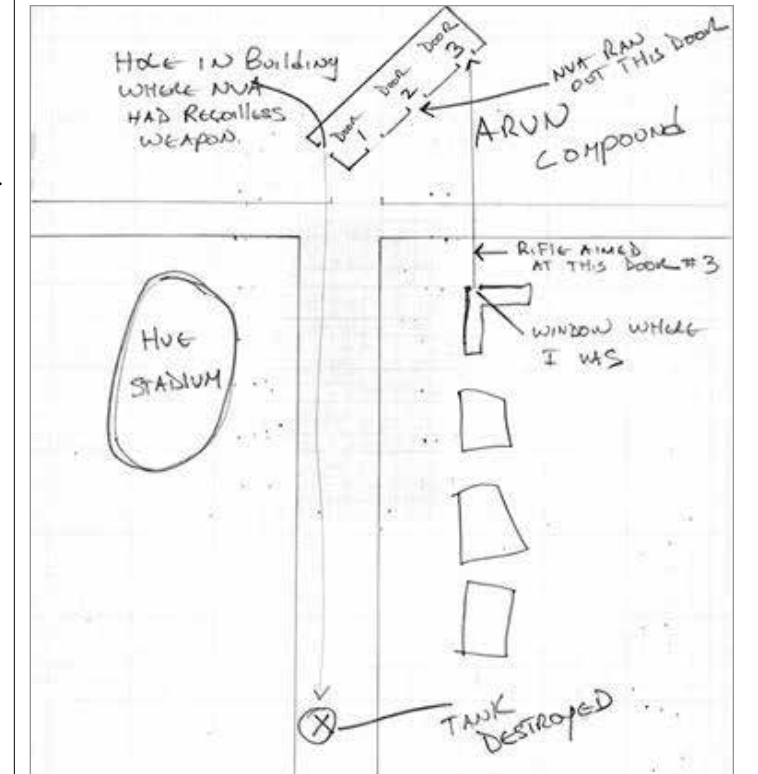 HOLE IN Building
WHERE NVA
HAD RECOILLESS
WEAPON.
DOOR
1
DOOR
2
DOOR
3
NVA RAN
OUT THIS DOOR
ARVN
COMPOUND
RIFLE AIMED
AT THIS DOOR #3
WINDOW WHERE
I WAS
HUE
STADIUM
TANK
DESTROYED